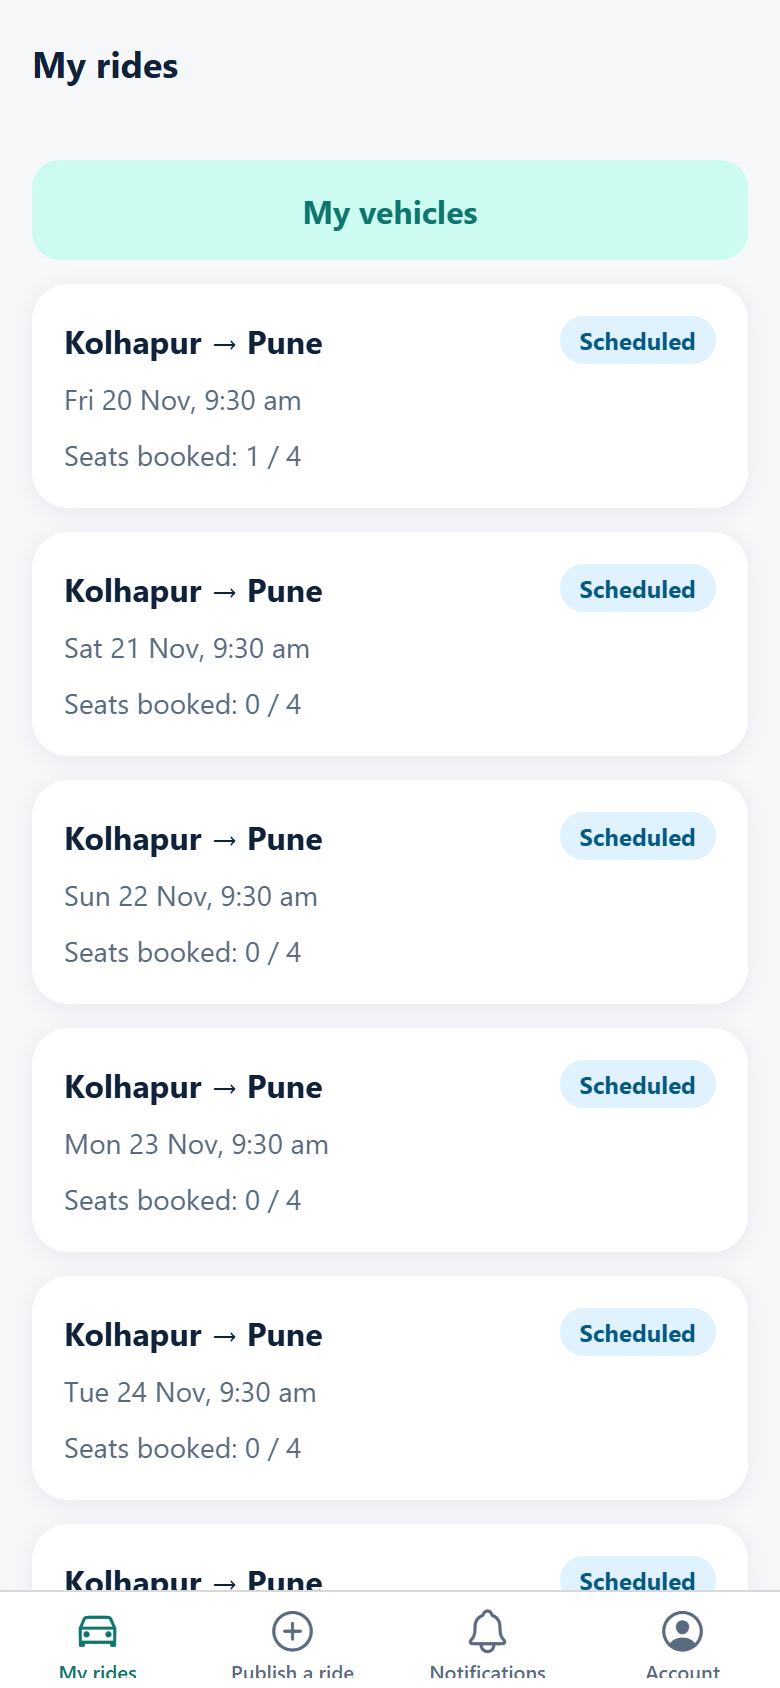 My rides
My vehicles
Kolhapur → Pune
Scheduled
Fri 20 Nov, 9:30 am
Seats booked: 1 / 4
Kolhapur → Pune
Scheduled
Sat 21 Nov, 9:30 am
Seats booked: 0 / 4
Kolhapur → Pune
Scheduled
Sun 22 Nov, 9:30 am
Seats booked: 0 / 4
Kolhapur → Pune
Scheduled
Mon 23 Nov, 9:30 am
Seats booked: 0 / 4
Kolhapur → Pune
Scheduled
Tue 24 Nov, 9:30 am
Seats booked: 0 / 4
Kolhapur → Pune
Scheduled
My rides
Publish a ride
Notifications
Account